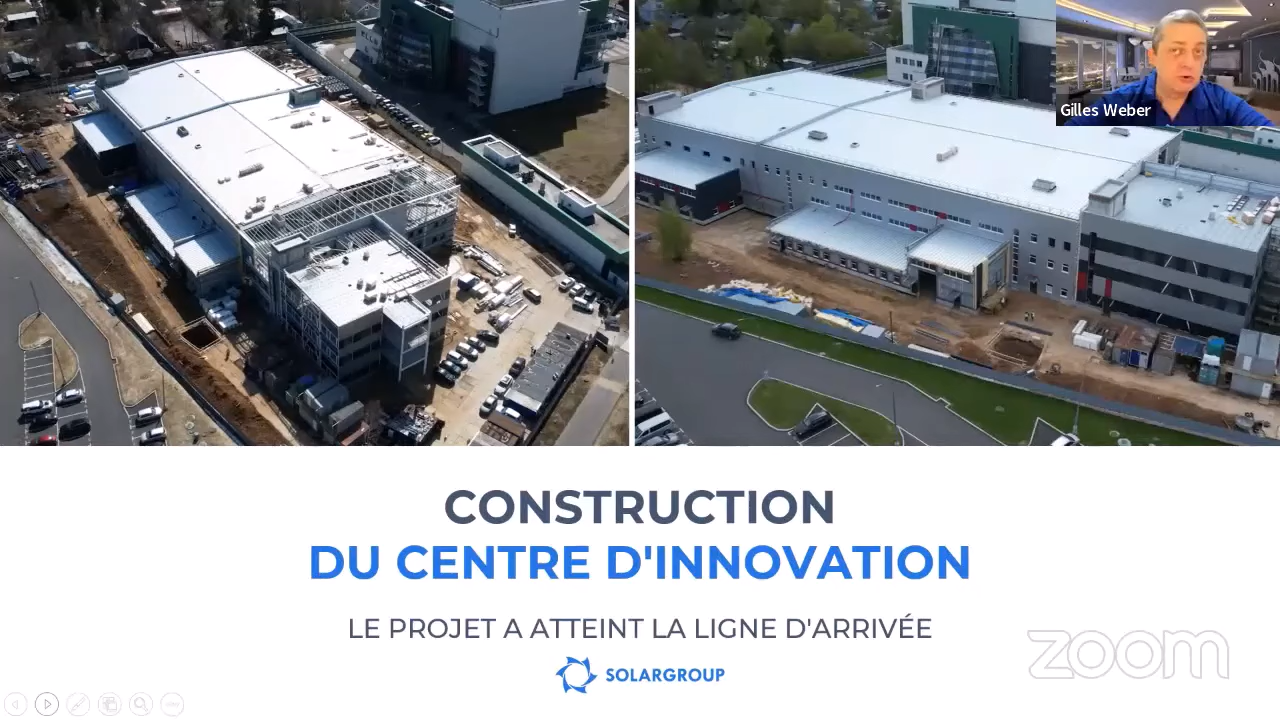 Gilles Weber
CONSTRUCTION
DU CENTRE D'INNOVATION
LE PROJET A ATTEINT LA LIGNE D'ARRIVÉE
SOLARGROUP
zoom